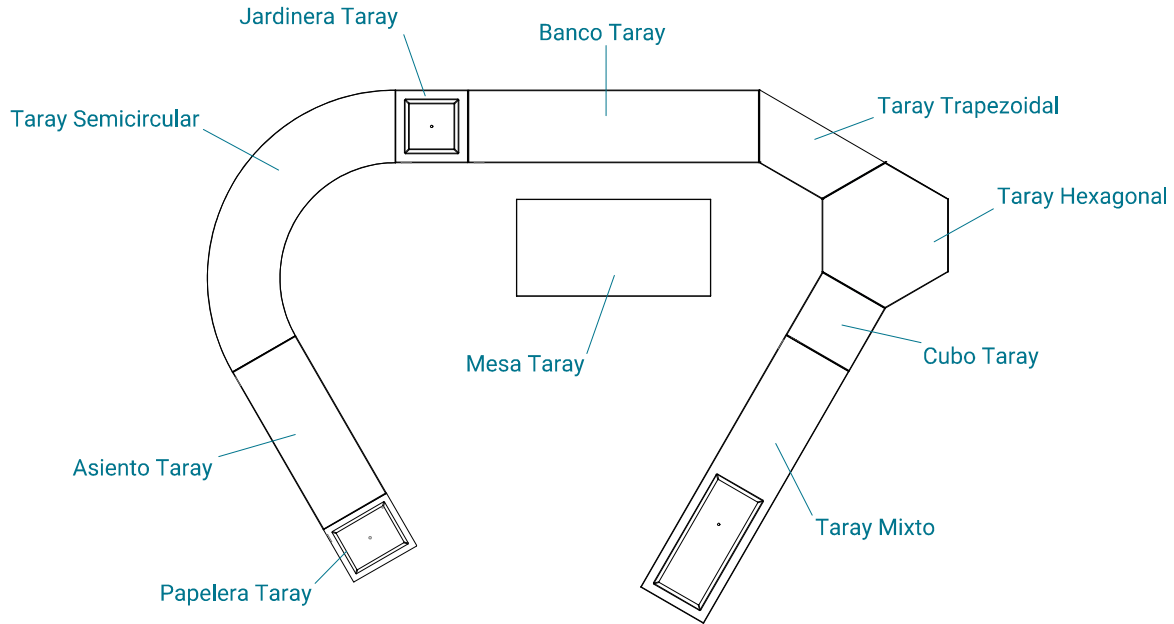 Jardinera Taray
Banco Taray
Taray Trapezoidal
Taray Semicircular
Taray Hexagonal
Mesa Taray
Cubo Taray
Asiento Taray
Taray Mixto
Papelera Taray